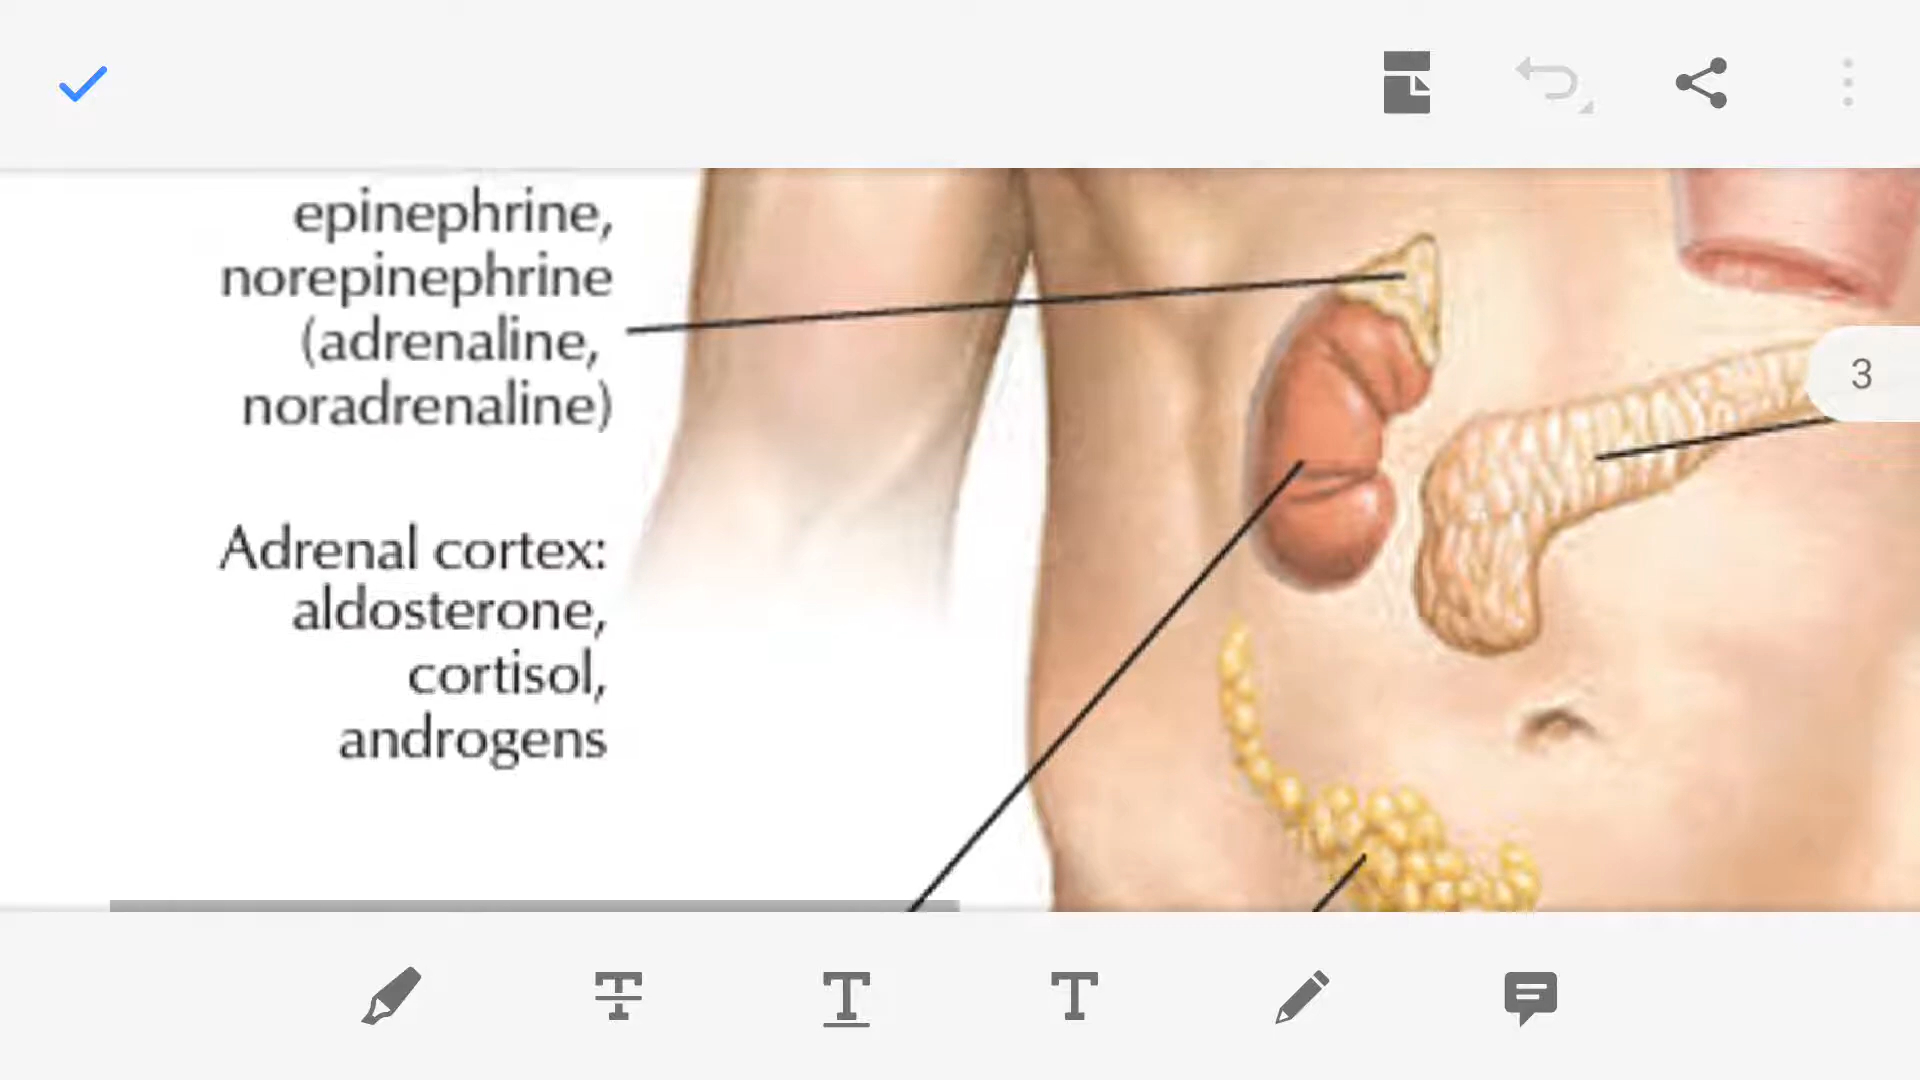 epinephrine,
norepinephrine
(adrenaline,
noradrenaline)
3
Adrenal cortex:
aldosterone,
cortisol,
androgens